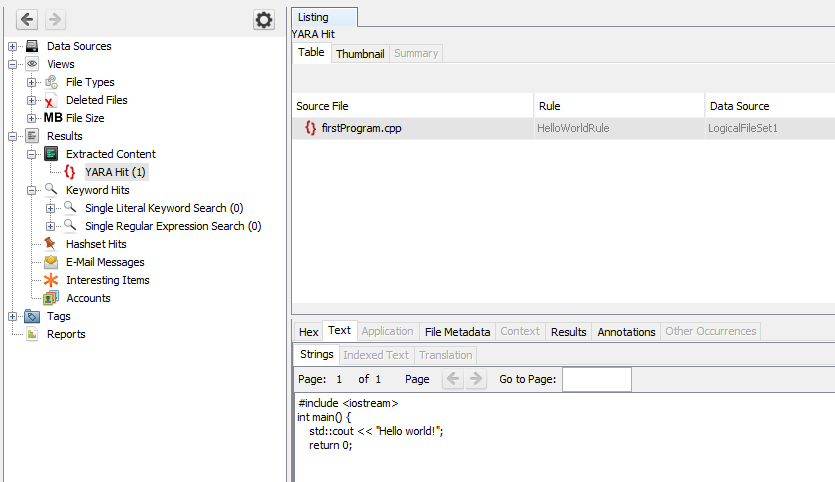 Data Sources
Views
File Types
Deleted Files
MB File Size
Results
Extracted Content
YARA Hit (1)
Keyword Hits
Single Literal Keyword Search (0)
Single Regular Expression Search (0)
Hashset Hits
E-Mail Messages
Interesting Items
Accounts
Tags
Reports
Listing
YARA Hit
Table Thumbnail Summary
Source File Rule Data Source
firstProgram.cpp HelloWorldRule LogicalFileSet1
Hex Text Application File Metadata Context Results Annotations Other Occurrences
Strings Indexed Text Translation
Page: 1 of 1 Page Go to Page:
#include <iostream>
int main() {
std::cout << "Hello world!";
return 0;